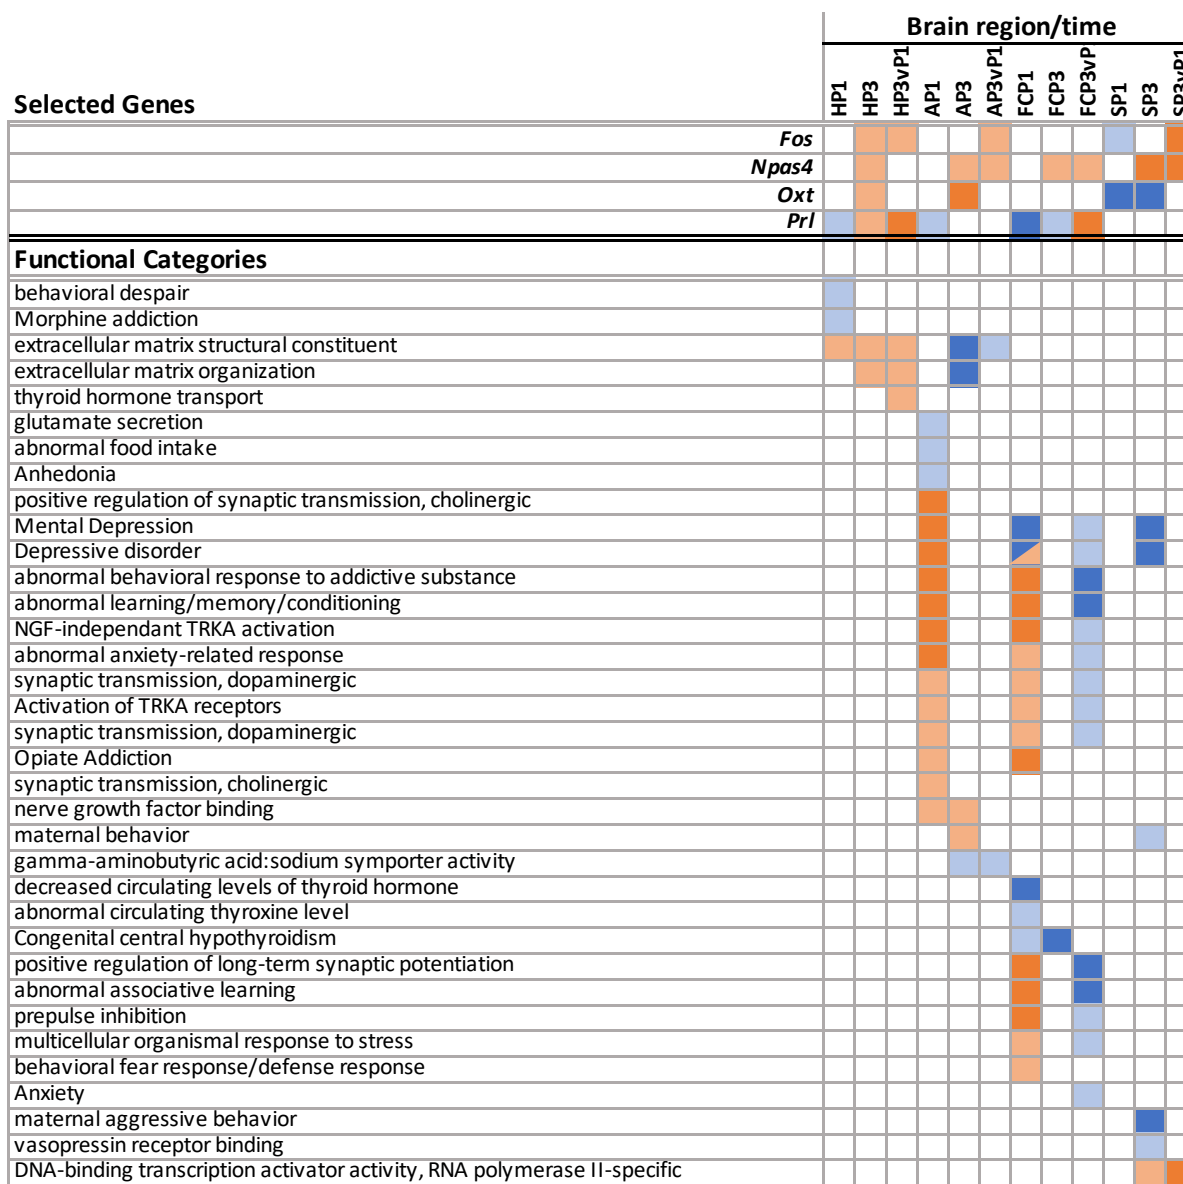 Brain region/time
Selected Genes
HP1 HP3 HP3vP1 AP1 AP3 AP3vP1 FCP1 FCP3 FCP3vP SP1 SP3 SP3vP1
Fos
Npas4
Oxt
Prl
Functional Categories
behavioral despair
Morphine addiction
extracellular matrix structural constituent
extracellular matrix organization
thyroid hormone transport
glutamate secretion
abnormal food intake
Anhedonia
positive regulation of synaptic transmission, cholinergic
Mental Depression
Depressive disorder
abnormal behavioral response to addictive substance
abnormal learning/memory/conditioning
NGF-independant TRKA activation
abnormal anxiety-related response
synaptic transmission, dopaminergic
Activation of TRKA receptors
synaptic transmission, dopaminergic
Opiate Addiction
synaptic transmission, cholinergic
nerve growth factor binding
maternal behavior
gamma-aminobutyric acid:sodium symporter activity
decreased circulating levels of thyroid hormone
abnormal circulating thyroxine level
Congenital central hypothyroidism
positive regulation of long-term synaptic potentiation
abnormal associative learning
prepulse inhibition
multicellular organismal response to stress
behavioral fear response/defense response
Anxiety
maternal aggressive behavior
vasopressin receptor binding
DNA-binding transcription activator activity, RNA polymerase II-specific